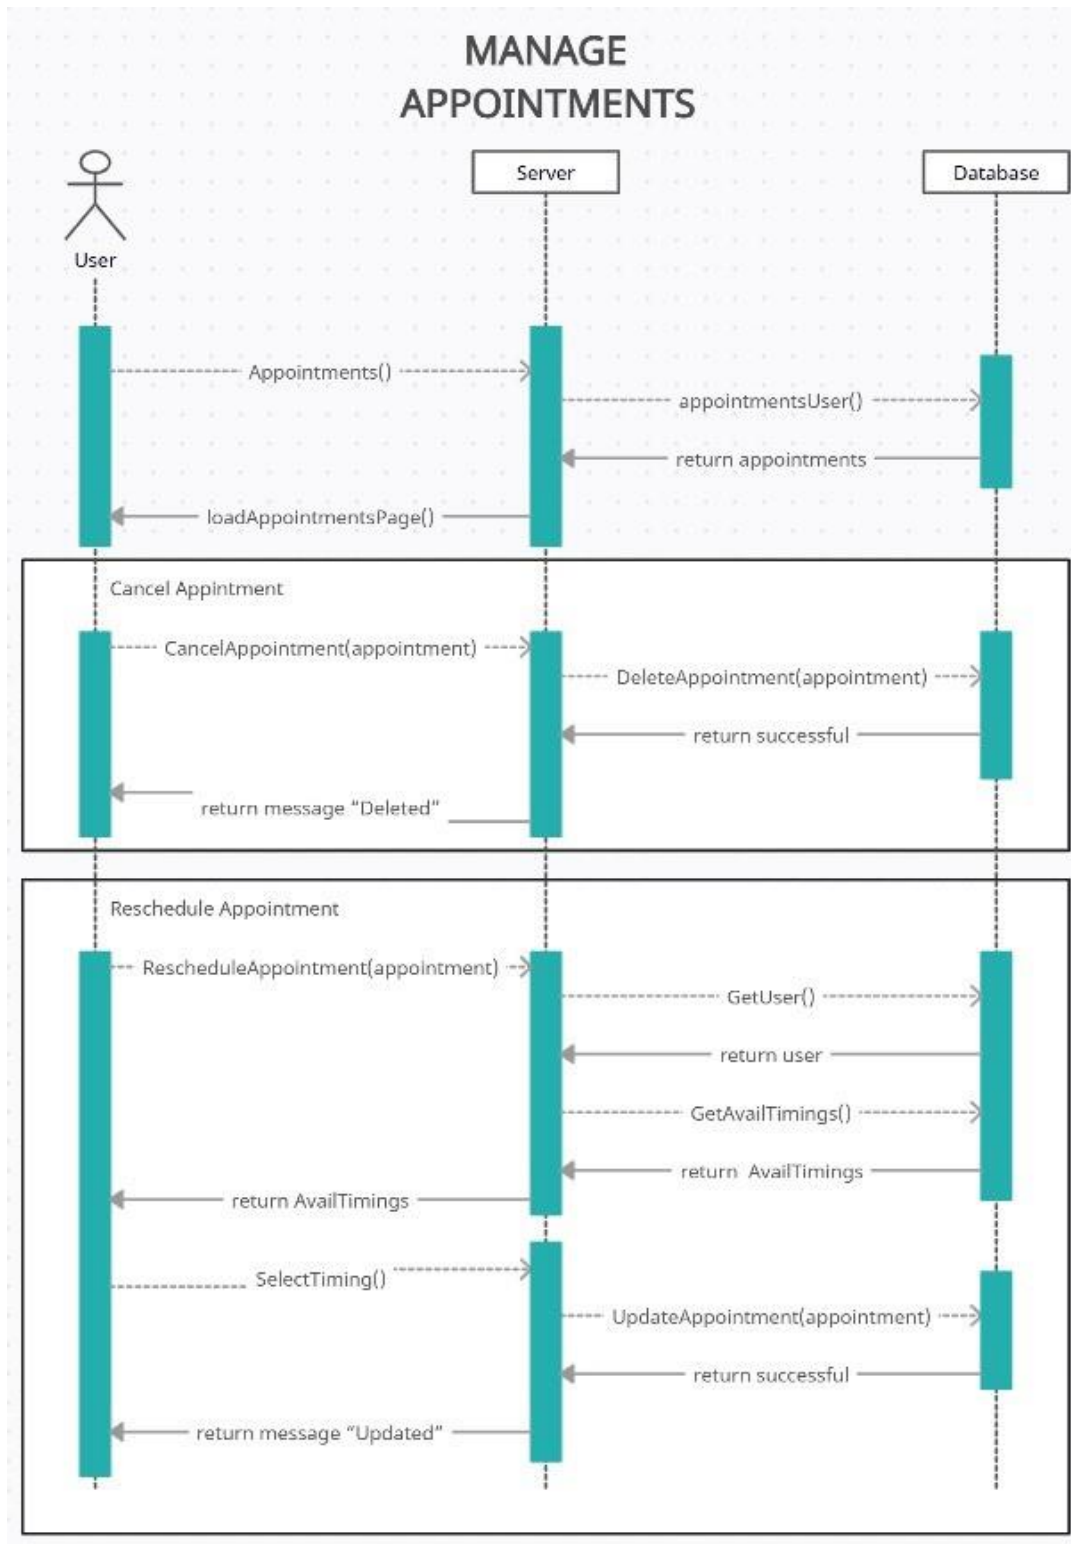 MANAGE
APPOINTMENTS
Server
Database
User
Appointments()
appointmentsUser()
return appointments
loadAppointmentsPage()
Cancel Appintment
CancelAppointment(appointment)
DeleteAppointment(appointment)
return successful
return message “Deleted”
Reschedule Appointment
RescheduleAppointment(appointment)
GetUser()
return user
GetAvailTimings()
return  AvailTimings
return AvailTimings
SelectTiming()
UpdateAppointment(appointment)
return successful
return message “Updated”